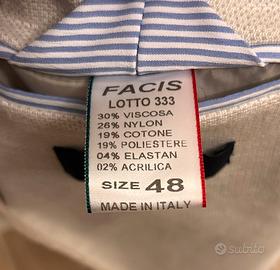 FACIS
LOTTO 333
30% VISCOSA
26% NYLON
19% COTONE
19% POLIESTERE
04% ELASTAN
02% ACRILICA
SIZE 48
MADE IN ITALY
subito